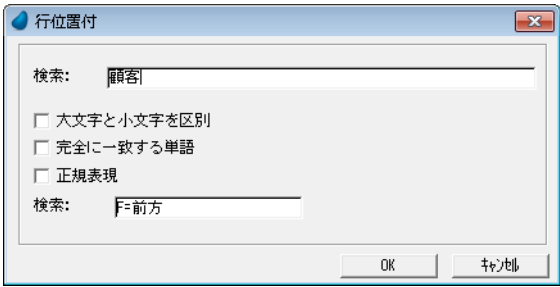 行位置付
検索: 顧客
大文字と小文字を区別
完全に一致する単語
正規表現
検索: F=前方
OK ｷｬﾝｾﾙ